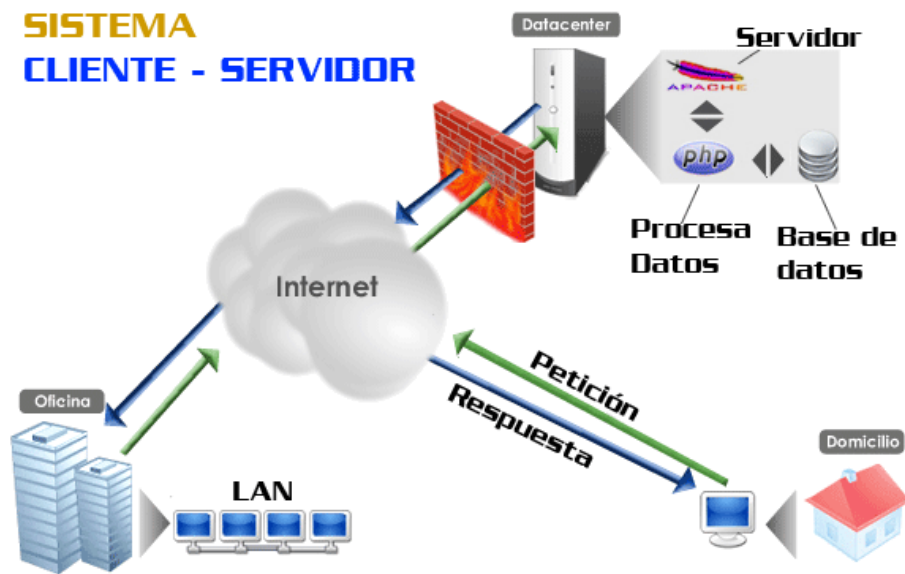 SISTEMA
CLIENTE - SERVIDOR
Datacenter
Servidor
APACHE
php
Procesa
Datos
Base de
datos
Internet
Petición
Respuesta
Oficina
LAN
Domicilio